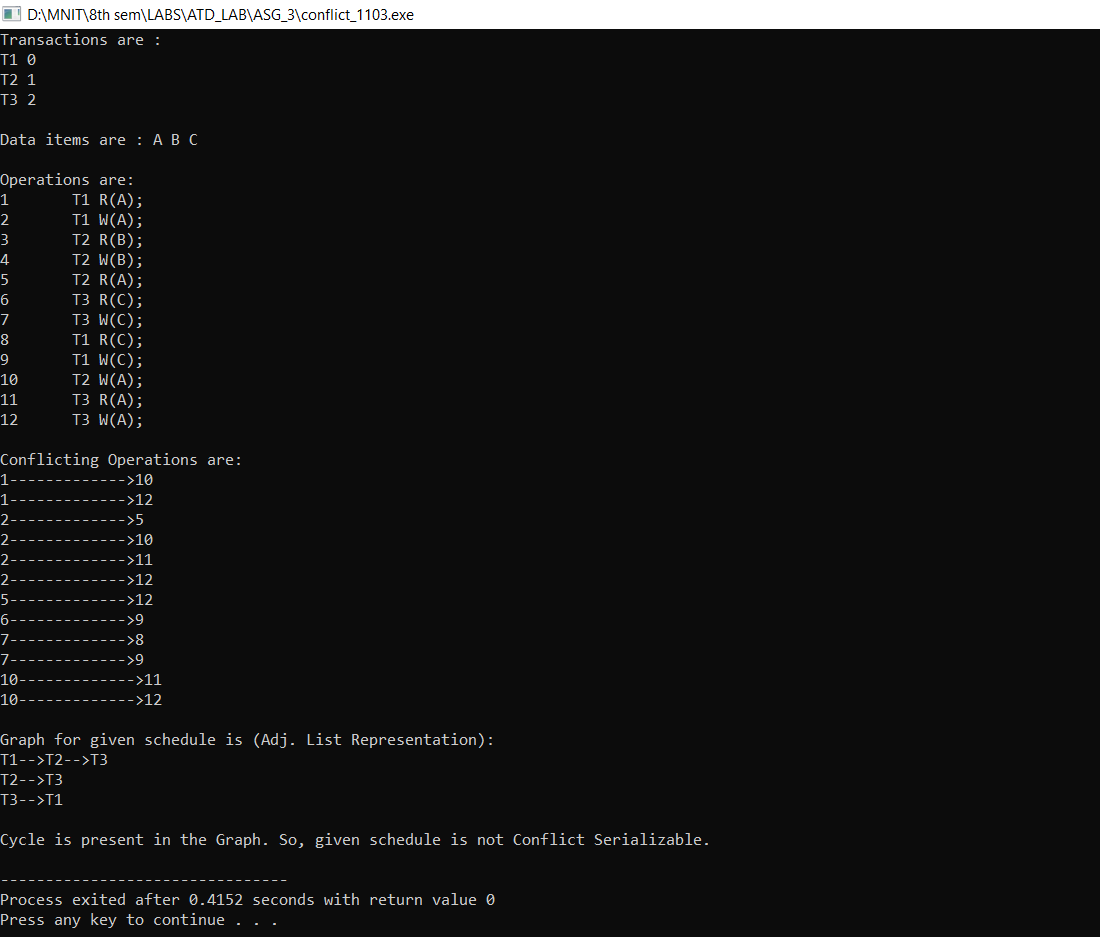 D:\MNIT\8th sem\LABS\ATD_LAB\ASG_3\conflict_1103.exe
Transactions are :
T1 0
T2 1
T3 2
Data items are : A B C
Operations are:
1 T1 R(A);
2 T1 W(A);
3 T2 R(B);
4 T2 W(B);
5 T2 R(A);
6 T3 R(C);
7 T3 W(C);
8 T1 R(C);
9 T1 W(C);
10 T2 W(A);
11 T3 R(A);
12 T3 W(A);
Conflicting Operations are:
1------------->10
1------------->12
2------------->5
2------------->10
2------------->11
2------------->12
5------------->12
6------------->9
7------------->8
7------------->9
10------------->11
10------------->12
Graph for given schedule is (Adj. List Representation):
T1-->T2-->T3
T2-->T3
T3-->T1
Cycle is present in the Graph. So, given schedule is not Conflict Serializable.
--------------------------------
Process exited after 0.4152 seconds with return value 0
Press any key to continue . . .